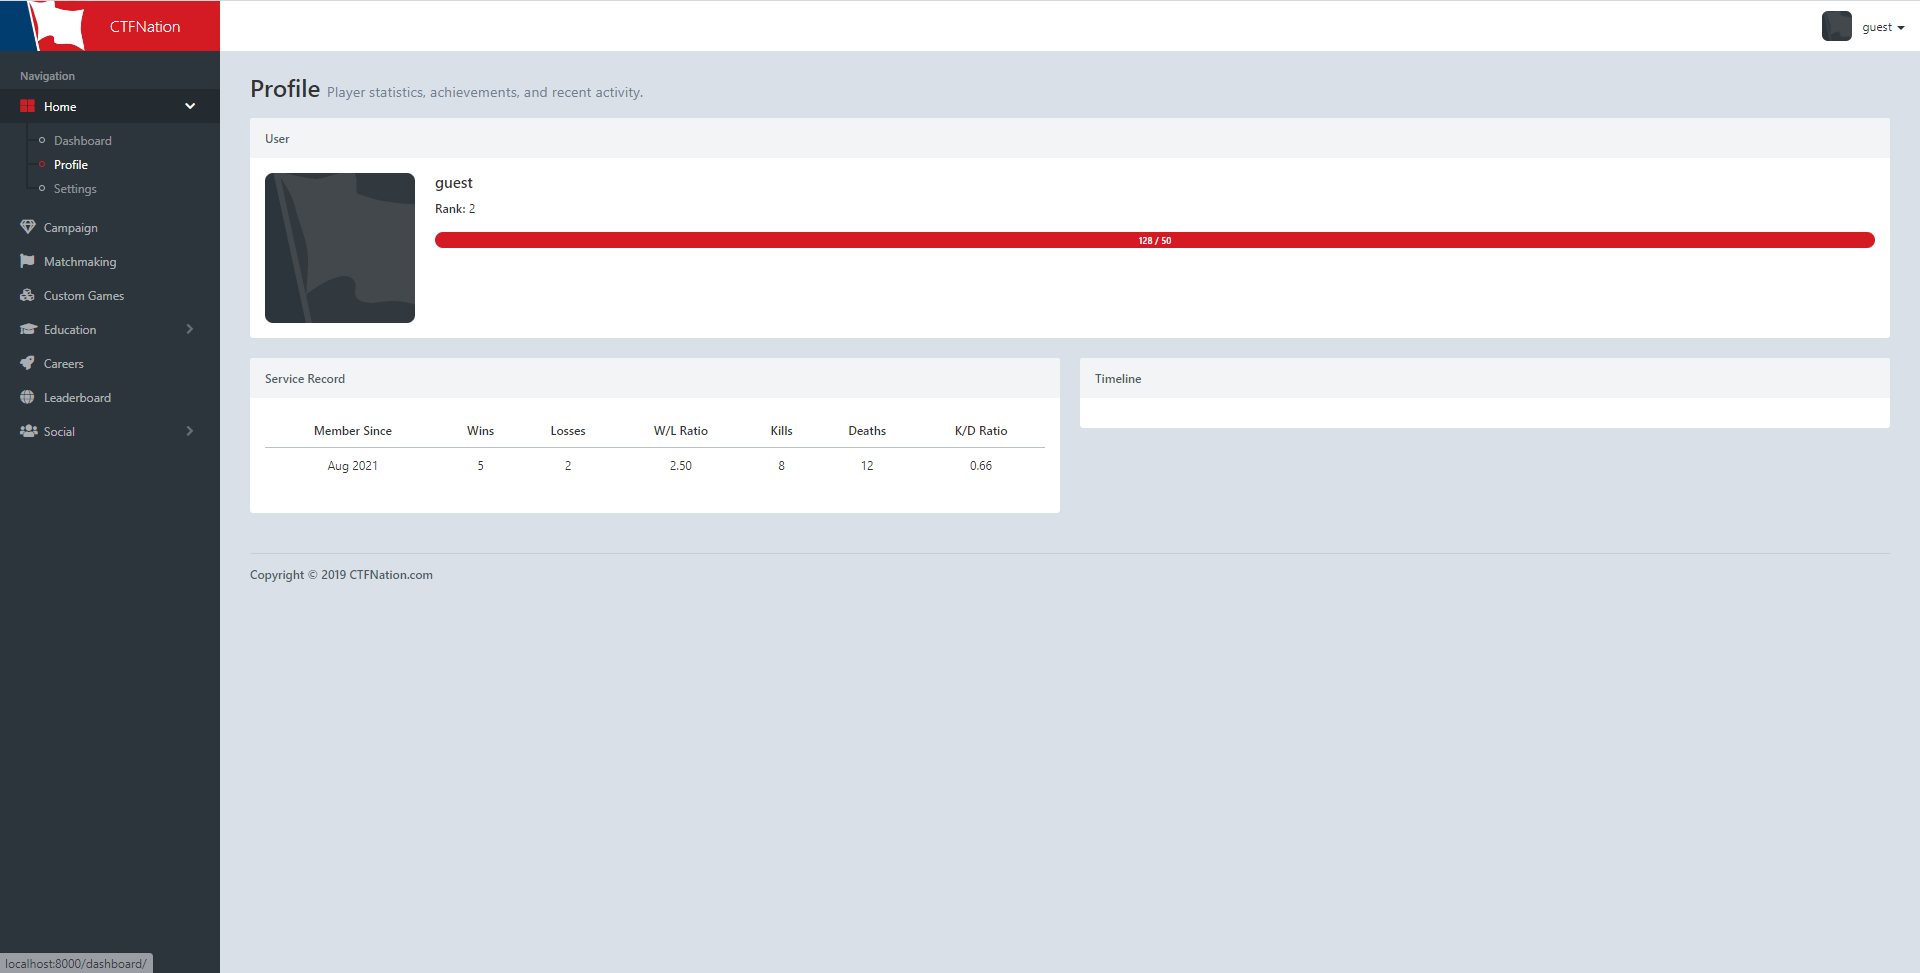 CTFNation
guest
Navigation
Home
Dashboard
Profile
Settings
Campaign
Matchmaking
Custom Games
Education
Careers
Leaderboard
Social
Profile Player statistics, achievements, and recent activity.
User
guest
Rank: 2
128 / 50
Service Record
Member Since Wins Losses W/L Ratio Kills Deaths K/D Ratio
Aug 2021 5 2 2.50 8 12 0.66
Timeline
Copyright © 2019 CTFNation.com
localhost:8000/dashboard/